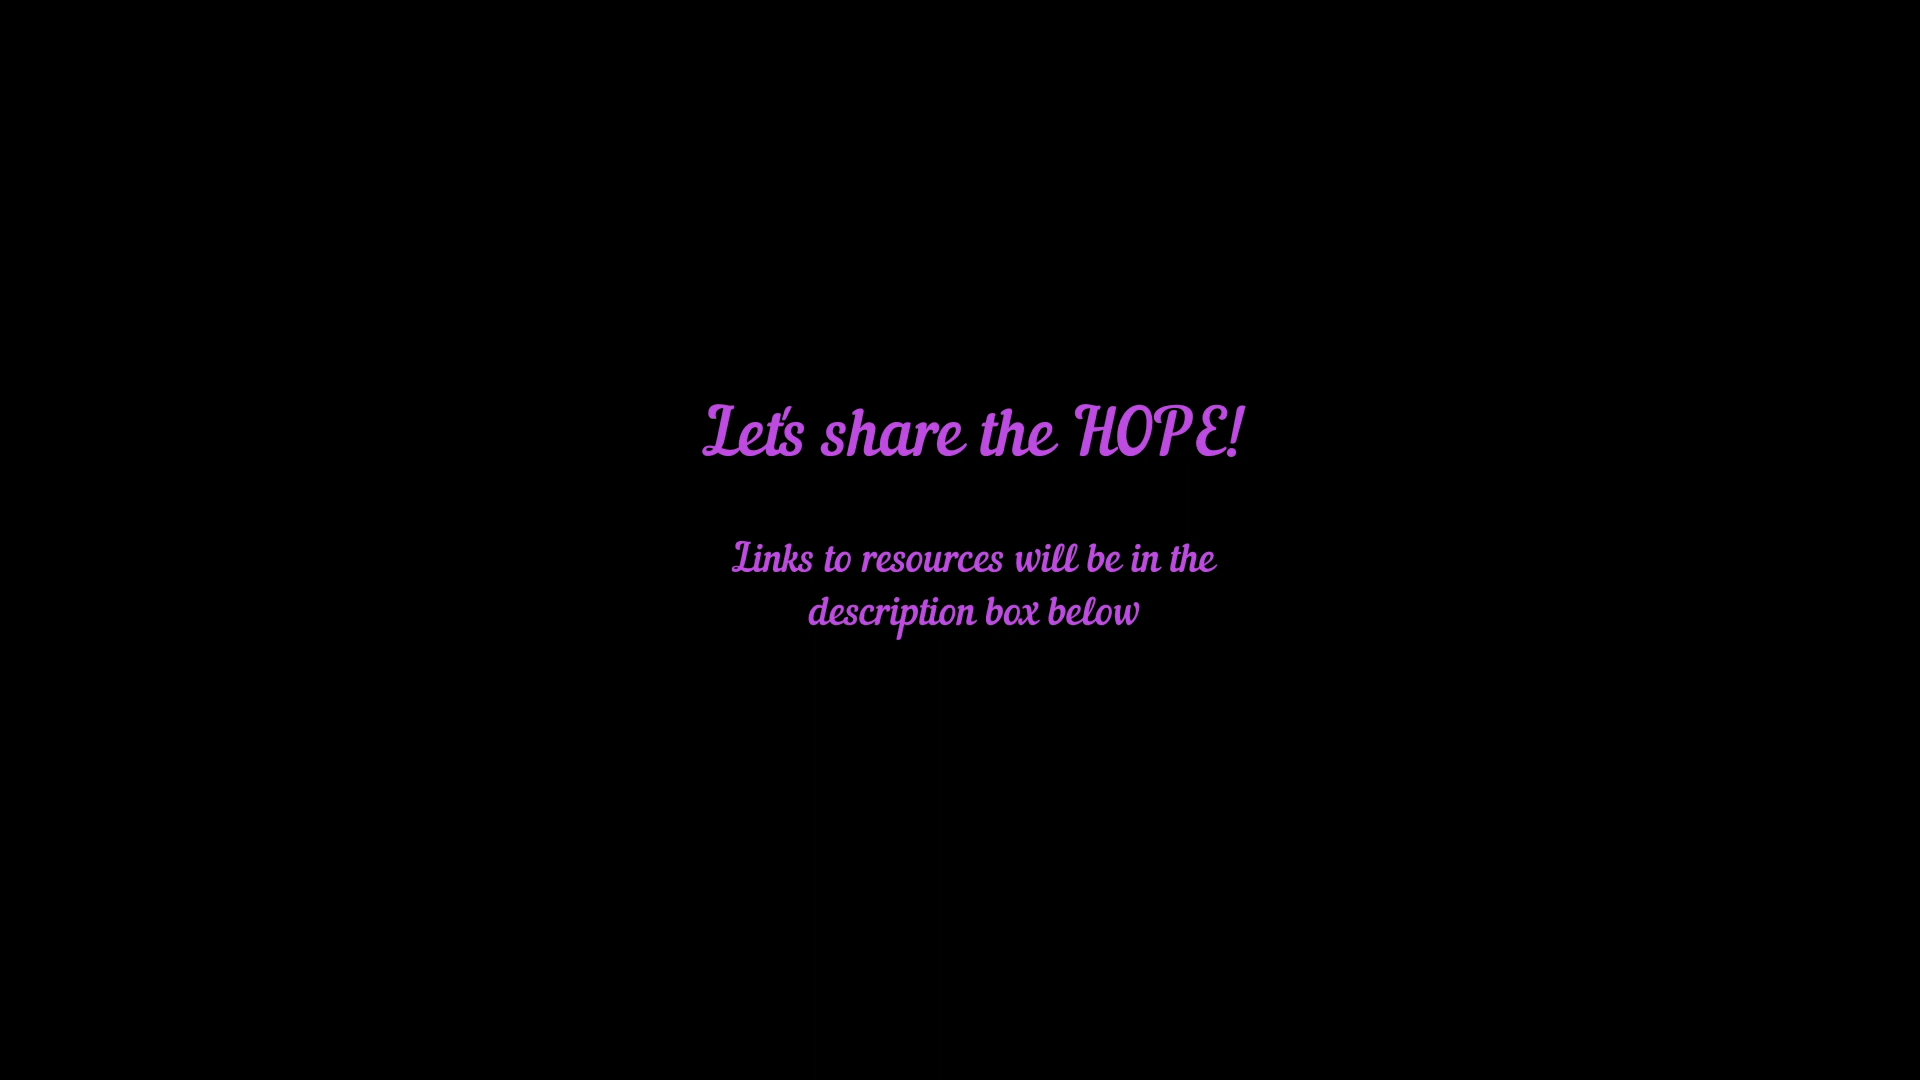 Let's share the HOPE!
Links to resources will be in the
description box below